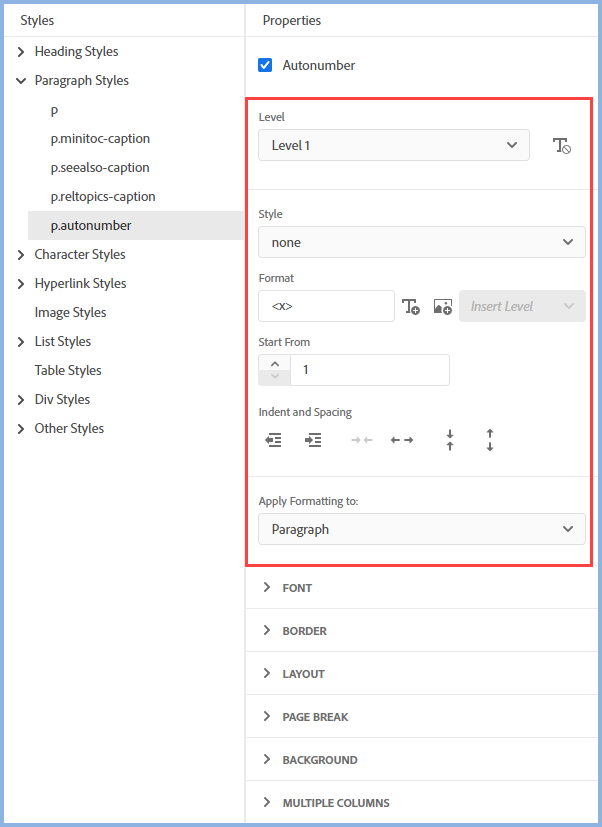 Styles
Heading Styles
Paragraph Styles
p
p.minitoc-caption
p.seealso-caption
p.reltopics-caption
p.autonumber
Character Styles
Hyperlink Styles
Image Styles
List Styles
Table Styles
Div Styles
Other Styles
Properties
Autonumber
Level
Level 1
Style
none
Format
<x> Insert Level
Start From
1
Indent and Spacing
Apply Formatting to:
Paragraph
FONT
BORDER
LAYOUT
PAGE BREAK
BACKGROUND
MULTIPLE COLUMNS